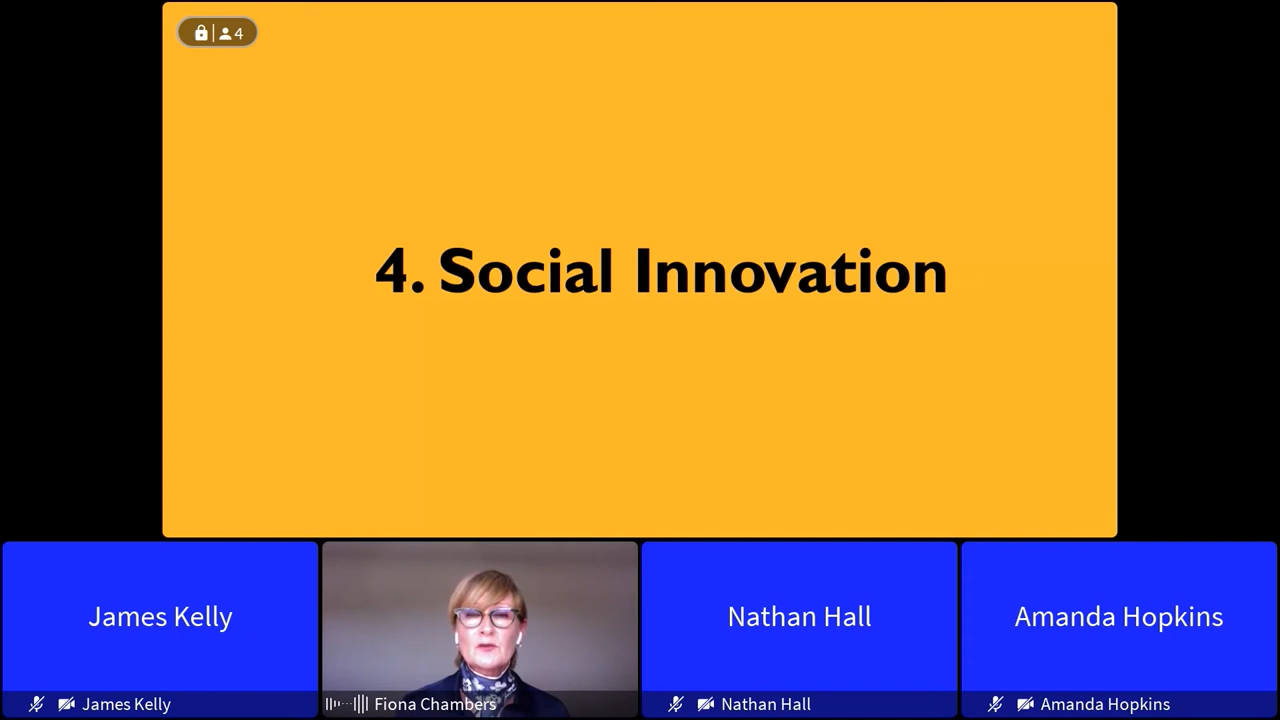 4
4. Social Innovation
James Kelly
Nathan Hall
Amanda Hopkins
James Kelly
Fiona Chambers
Nathan Hall
Amanda Hopkins